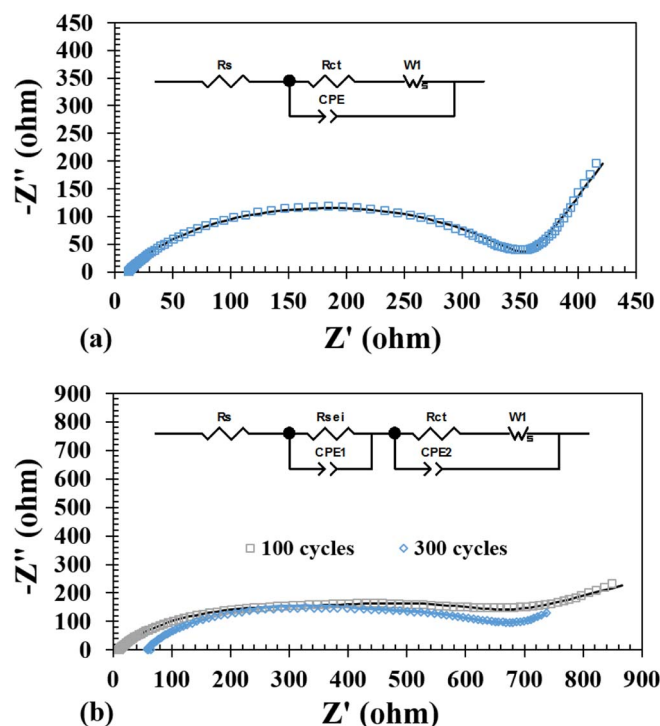 450
400
350
300
250
200
150
100
50
0
-Z" (ohm)
Rs
Rct
W1
s
CPE
0 50 100 150 200 250 300 350 400 450
(a)
Z' (ohm)
900
800
700
600
500
400
300
200
100
0
-Z" (ohm)
Rs
Rsei
Rct
W1
s
CPE1
CPE2
100 cycles 300 cycles
0 100 200 300 400 500 600 700 800 900
(b)
Z' (ohm)